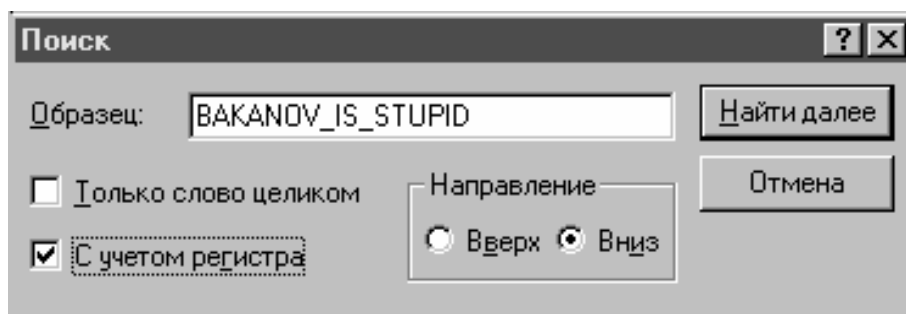 Поиск
Образец: BAKANOV_IS_STUPID Найти далее
Только слово целиком Направление Отмена
С учетом регистра Вверх Вниз